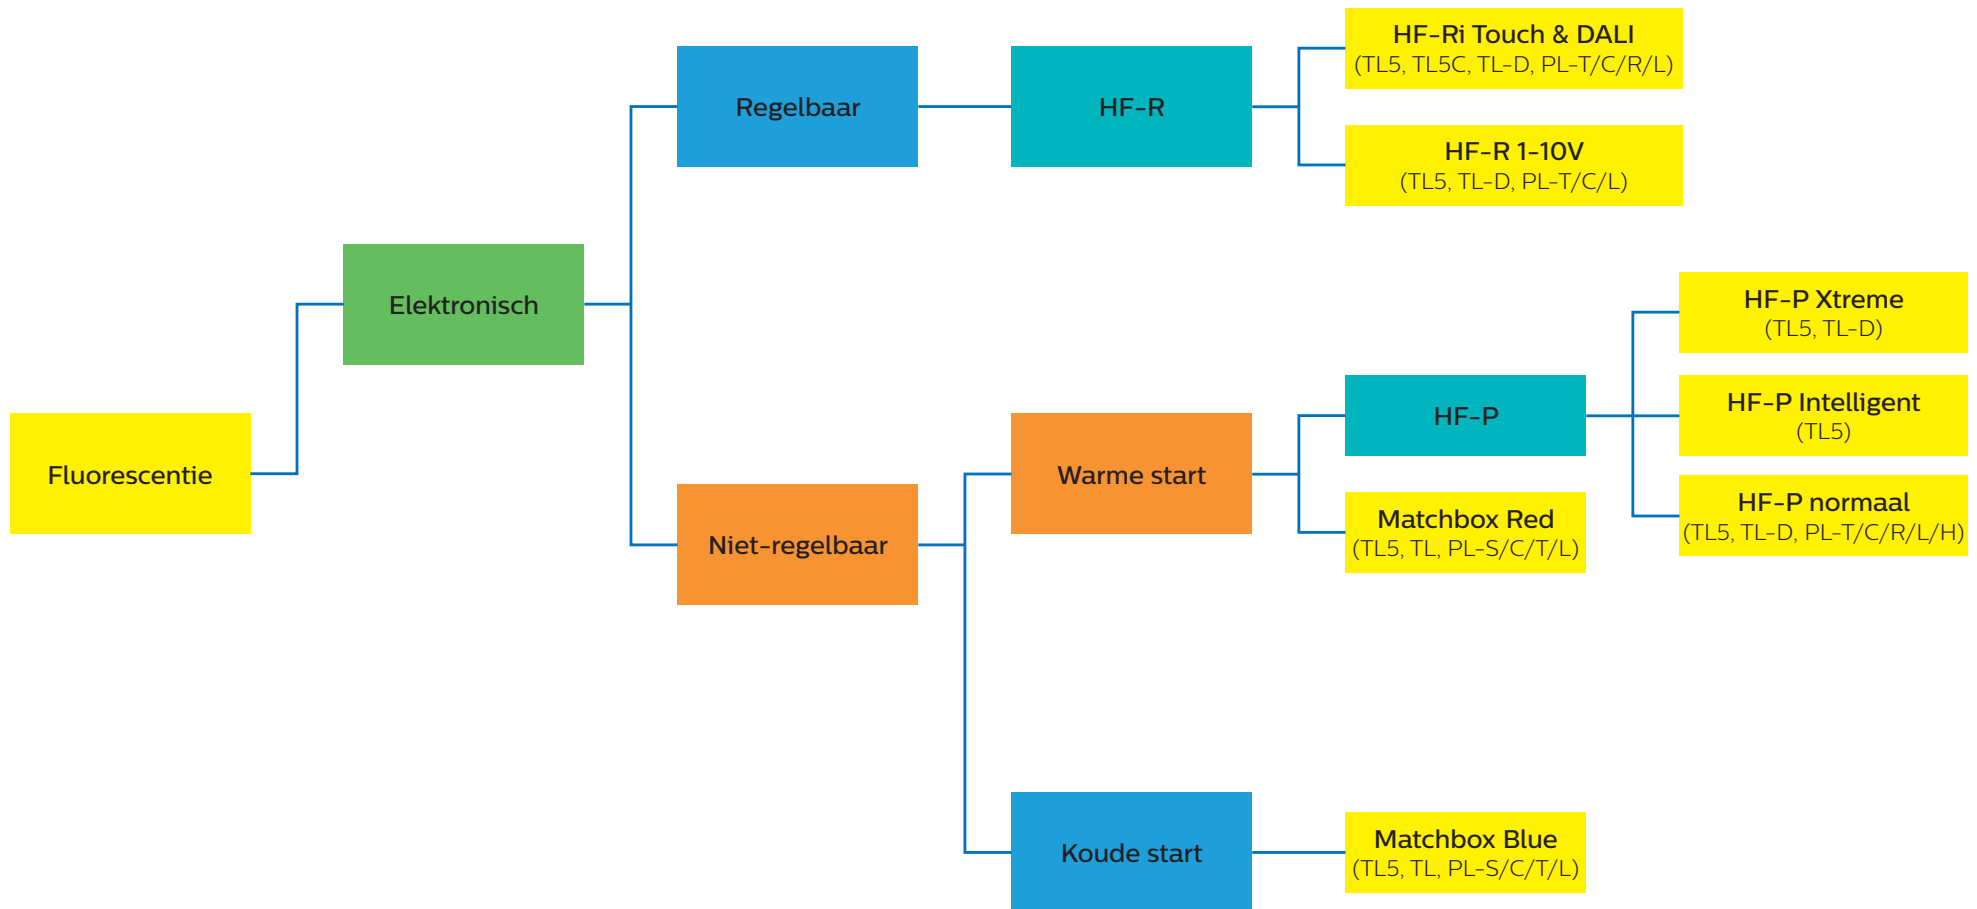 Fluorescentie
Elektronisch
Regelbaar
HF-R
HF-Ri Touch & DALI
(TL5, TL5C, TL-D, PL-T/C/R/L)
HF-R 1-10V
(TL5, TL-D, PL-T/C/L)
Niet-regelbaar
Warme start
HF-P
HF-P Xtreme
(TL5, TL-D)
HF-P Intelligent
(TL5)
HF-P normaal
(TL5, TL-D, PL-T/C/R/L/H)
Matchbox Red
(TL5, TL, PL-S/C/T/L)
Koude start
Matchbox Blue
(TL5, TL, PL-S/C/T/L)